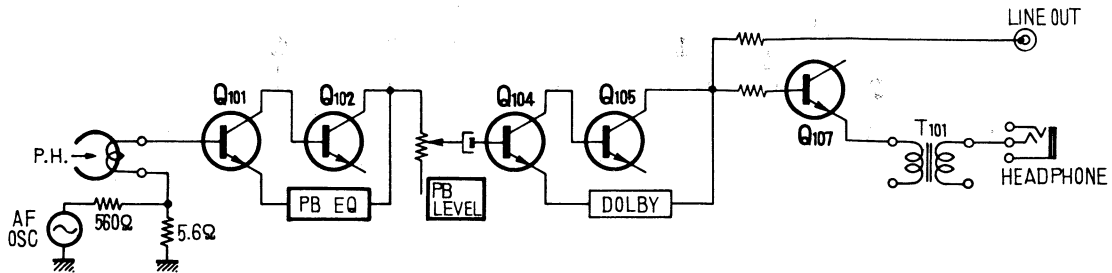 LINE OUT
Q101
Q102
Q104
Q105
Q107
T101
P.H.
HEADPHONE
PB EQ
PB
LEVEL
DOLBY
AF
OSC
560Ω
5.6Ω